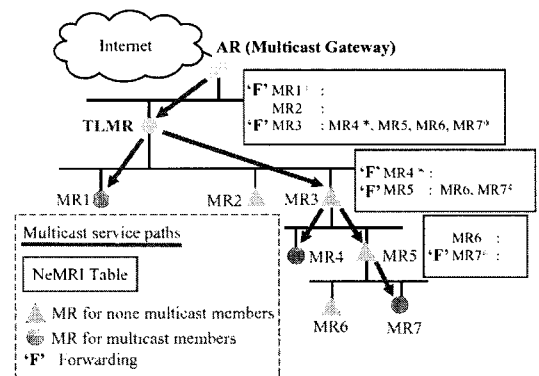 Internet
AR (Multicast Gateway)
'F' MR1* :
MR2 :
'F' MR3 : MR4 *, MR5, MR6, MR7*
TLMR
'F' MR4 * :
'F' MR5 : MR6, MR7*
MR1
MR2
MR3
MR6 :
'F' MR7* :
MR4
MR5
MR6
MR7
Multicast service paths
NeMRI Table
MR for none multicast members
MR for multicast members
'F' Forwarding